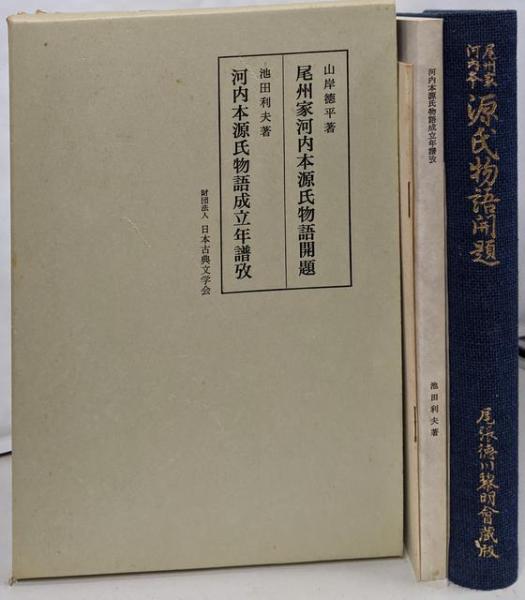 山岸德平著
尾州家河内本源氏物語開題
池田利夫著
河内本源氏物語成立年譜攷
財団法人 日本古典文学会
河内本源氏物語成立年譜攷
池田利夫著
尾州家
河内本
源氏物語開題
尾張徳川黎明會藏版